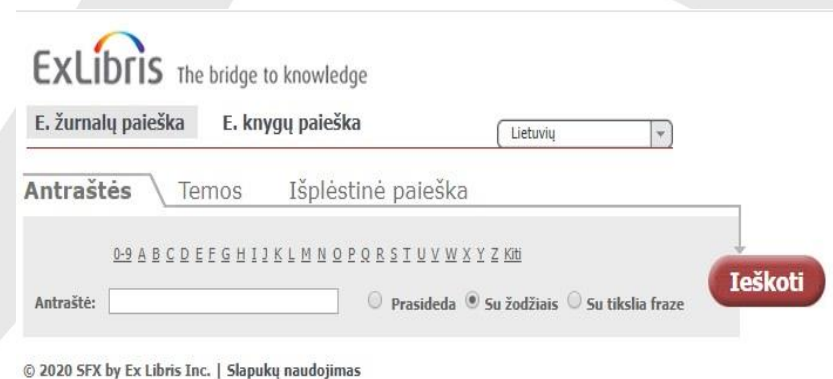 ExLibris The bridge to knowledge
E. žurnalų paieška E. knygų paieška Lietuvių
Antraštės Temos Išplėstinė paieška
0-9 A B C D E F G H I J K L M N O P Q R S T U V W X Y Z Kiti
Antraštė: Prasideda Su žodžiais Su tikslia fraze Ieškoti
© 2020 SFX by Ex Libris Inc. | Slapukų naudojimas